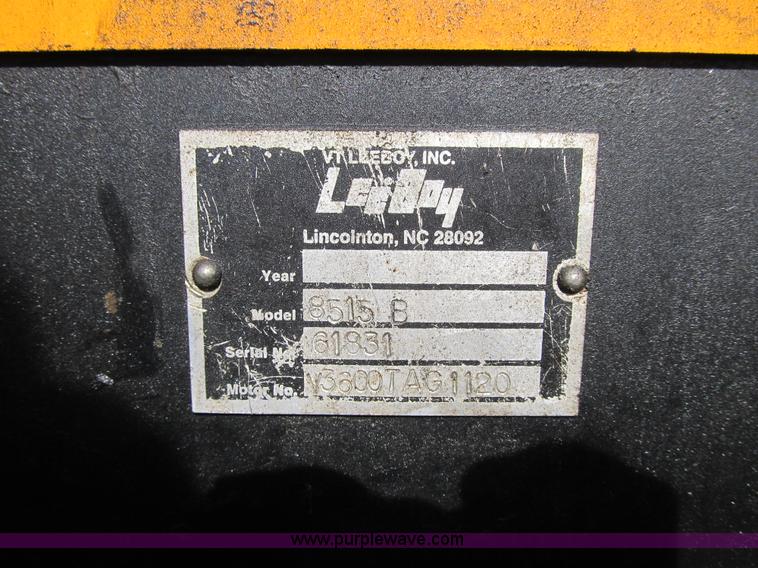 VT LEEBOY, INC.
LeeBoy
Lincolnton, NC 28092
Year
Model 8515 B
Serial No. 61831
Motor No. V3600TAG1120
www.purplewave.com